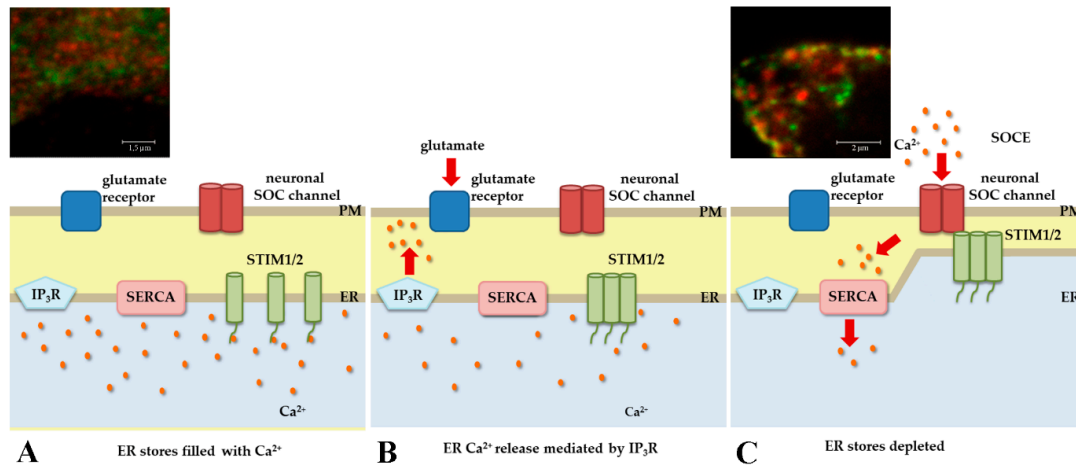 1,5 µm
glutamate
receptor
neuronal
SOC channel
PM
STIM1/2
IP₃R
SERCA
ER
Ca²⁺
A
ER stores filled with Ca²⁺
glutamate
glutamate
receptor
neuronal
SOC channel
PM
STIM1/2
IP₃R
SERCA
ER
Ca²⁻
B
ER Ca²⁺ release mediated by IP₃R
2 µm
Ca²⁺
SOCE
glutamate
receptor
neuronal
SOC channel
PM
STIM1/2
IP₃R
SERCA
ER
C
ER stores depleted